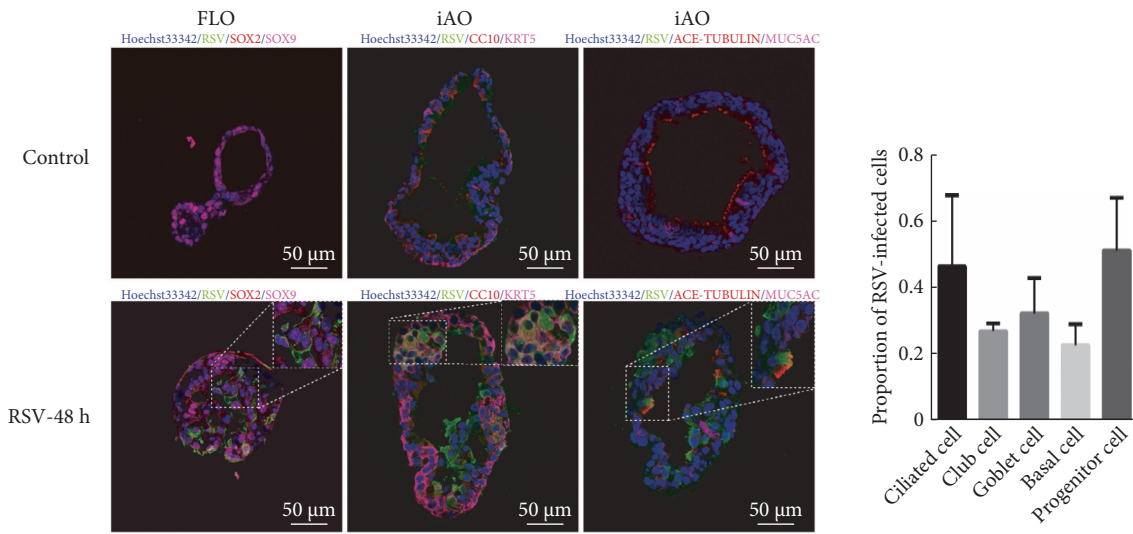 FLO
iAO
iAO
Hoechst33342/RSV/SOX2/SOX9
Hoechst33342/RSV/CC10/KRT5
Hoechst33342/RSV/ACE-TUBULIN/MUC5AC
Control
50 µm
50 µm
50 µm
Hoechst33342/RSV/SOX2/SOX9
Hoechst33342/RSV/CC10/KRT5
Hoechst33342/RSV/ACE-TUBULIN/MUC5AC
RSV-48 h
50 µm
50 µm
50 µm
Proportion of RSV-infected cells
0.8
0.6
0.4
0.2
0
Ciliated cell
Club cell
Goblet cell
Basal cell
Progenitor cell